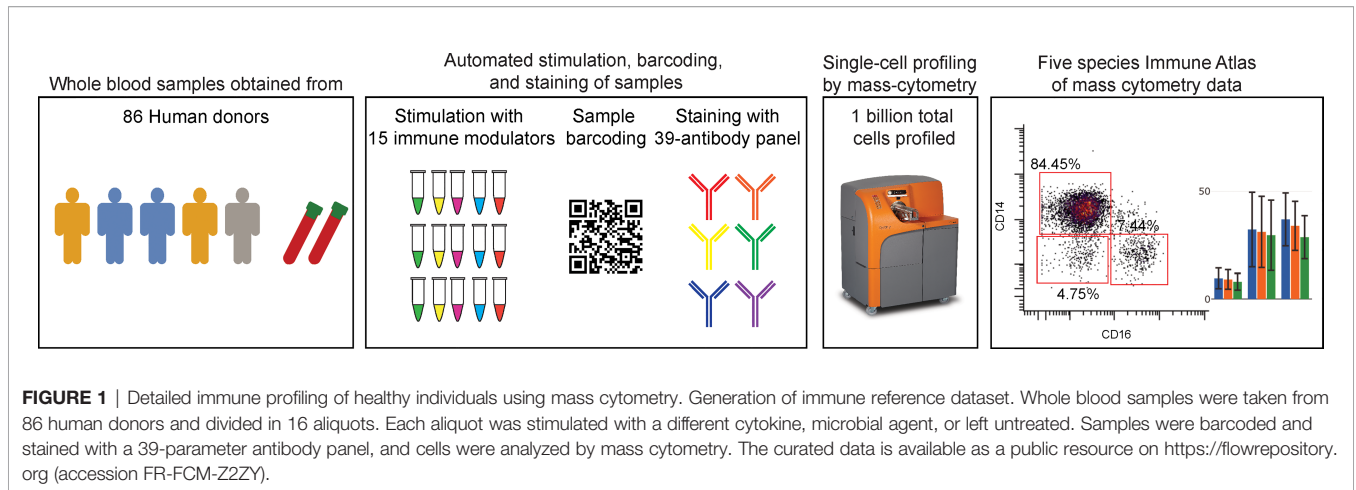 Whole blood samples obtained from
86 Human donors
Automated stimulation, barcoding,
and staining of samples
Stimulation with
15 immune modulators
Sample
barcoding
Staining with
39-antibody panel
Single-cell profiling
by mass-cytometry
1 billion total
cells profiled
Five species Immune Atlas
of mass cytometry data
84.45%
7.44%
4.75%
CD14
CD16
50
0
FIGURE 1 | Detailed immune profiling of healthy individuals using mass cytometry. Generation of immune reference dataset. Whole blood samples were taken from
86 human donors and divided in 16 aliquots. Each aliquot was stimulated with a different cytokine, microbial agent, or left untreated. Samples were barcoded and
stained with a 39-parameter antibody panel, and cells were analyzed by mass cytometry. The curated data is available as a public resource on https://flowrepository.
org (accession FR-FCM-Z2ZY).